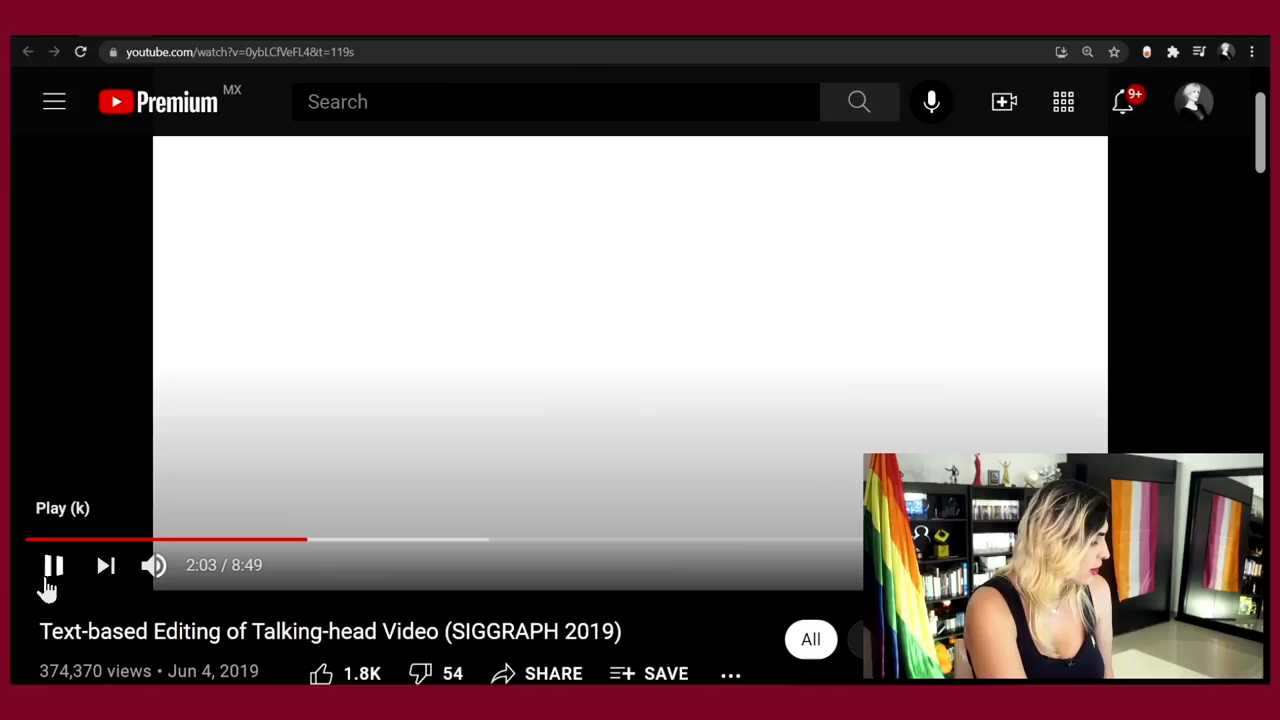 youtube.com/watch?v=0ybLCfVeFL4&t=119s
Premium MX
Search
9+
Play (k)
2:03 / 8:49
Text-based Editing of Talking-head Video (SIGGRAPH 2019)
All
374,370 views • Jun 4, 2019
1.8K
54
SHARE
SAVE